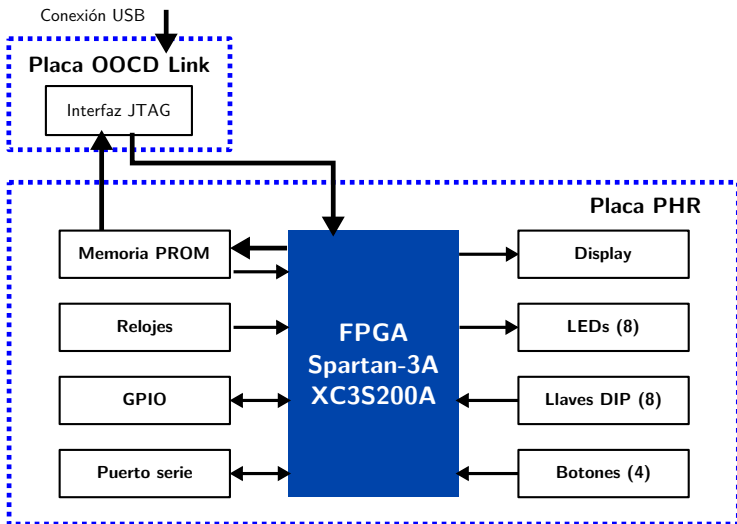 Conexión USB
Placa OOCD Link
Interfaz JTAG
Placa PHR
Memoria PROM
Relojes
GPIO
Puerto serie
FPGA
Spartan-3A
XC3S200A
Display
LEDs (8)
Llaves DIP (8)
Botones (4)